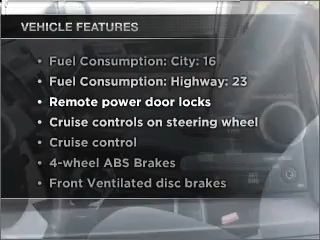 VEHICLE FEATURES
• Fuel Consumption: City: 16
• Fuel Consumption: Highway: 23
• Remote power door locks
• Cruise controls on steering wheel
• Cruise control
• 4-wheel ABS Brakes
• Front Ventilated disc brakes